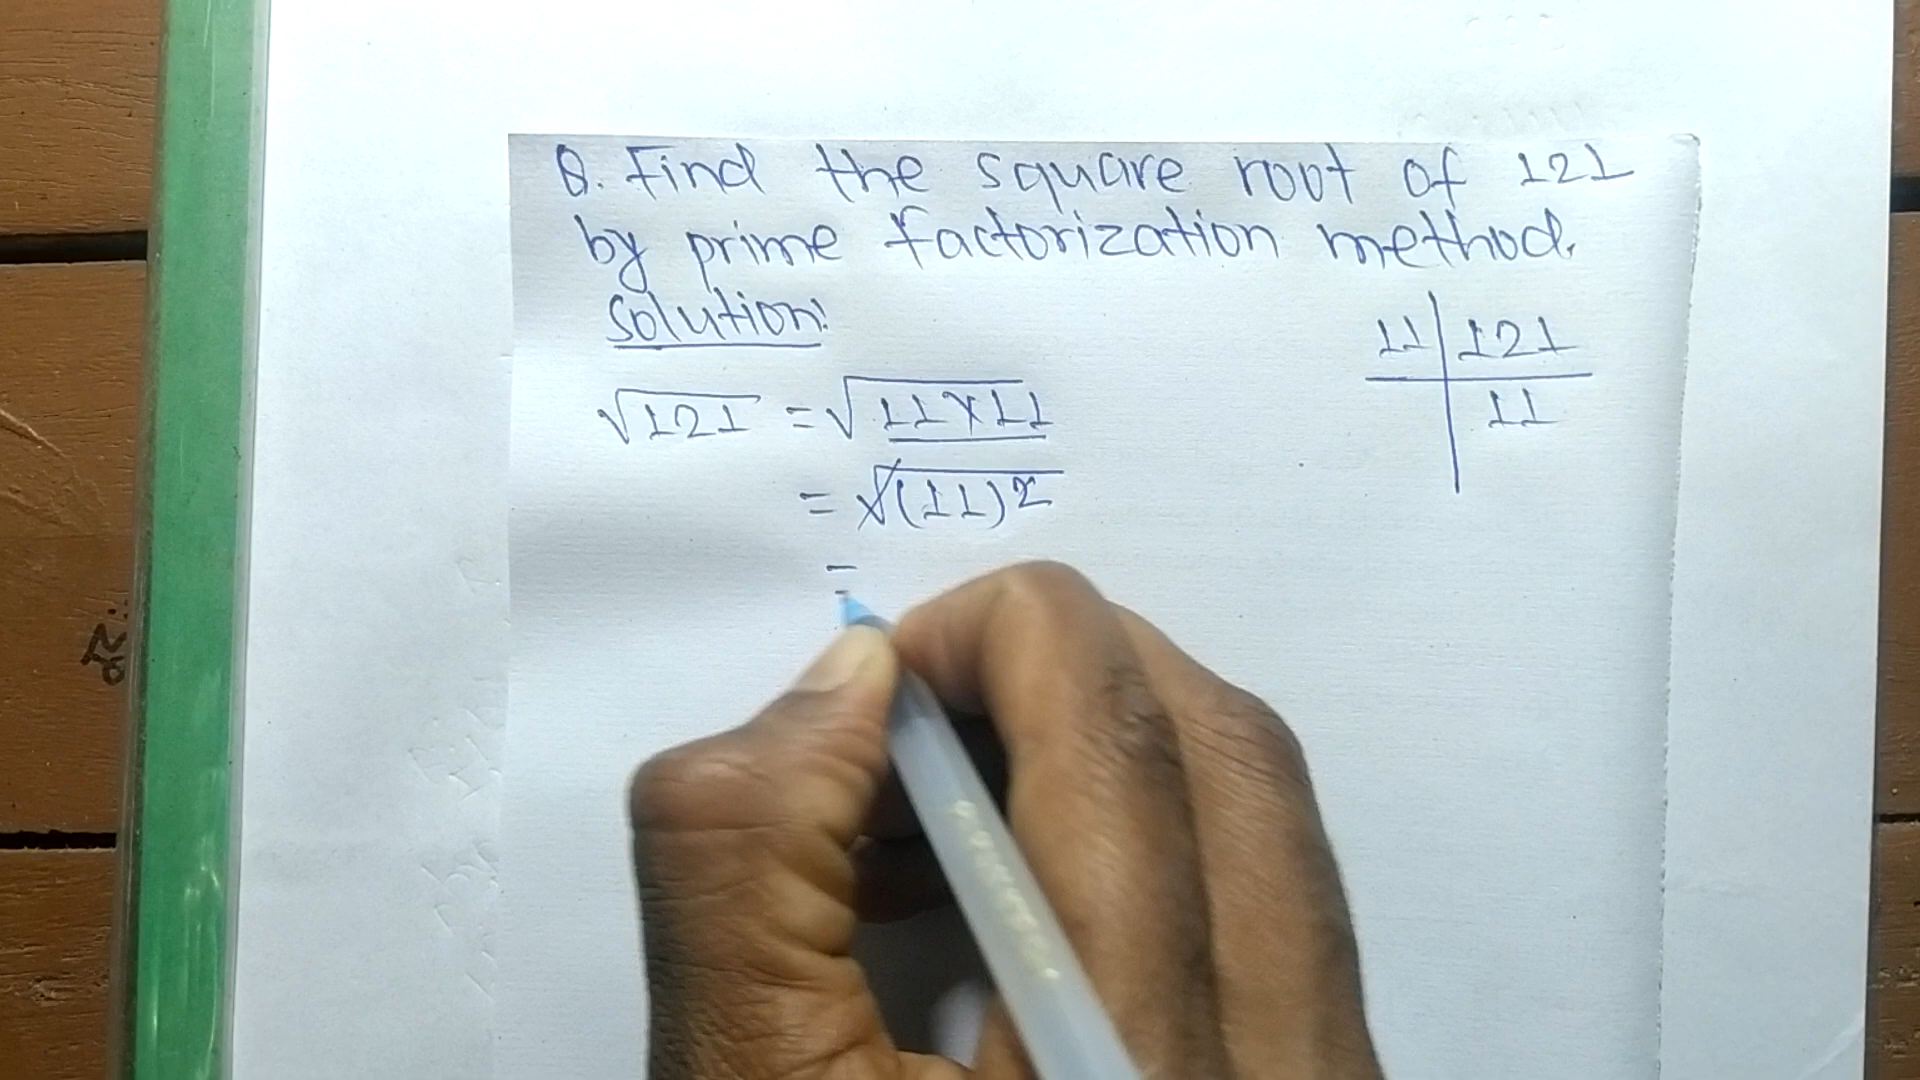 Q. Find the square root of 121
by prime factorization method.
Solution:
√121 = √11×11
= √(11)²
=
11 | 121
11